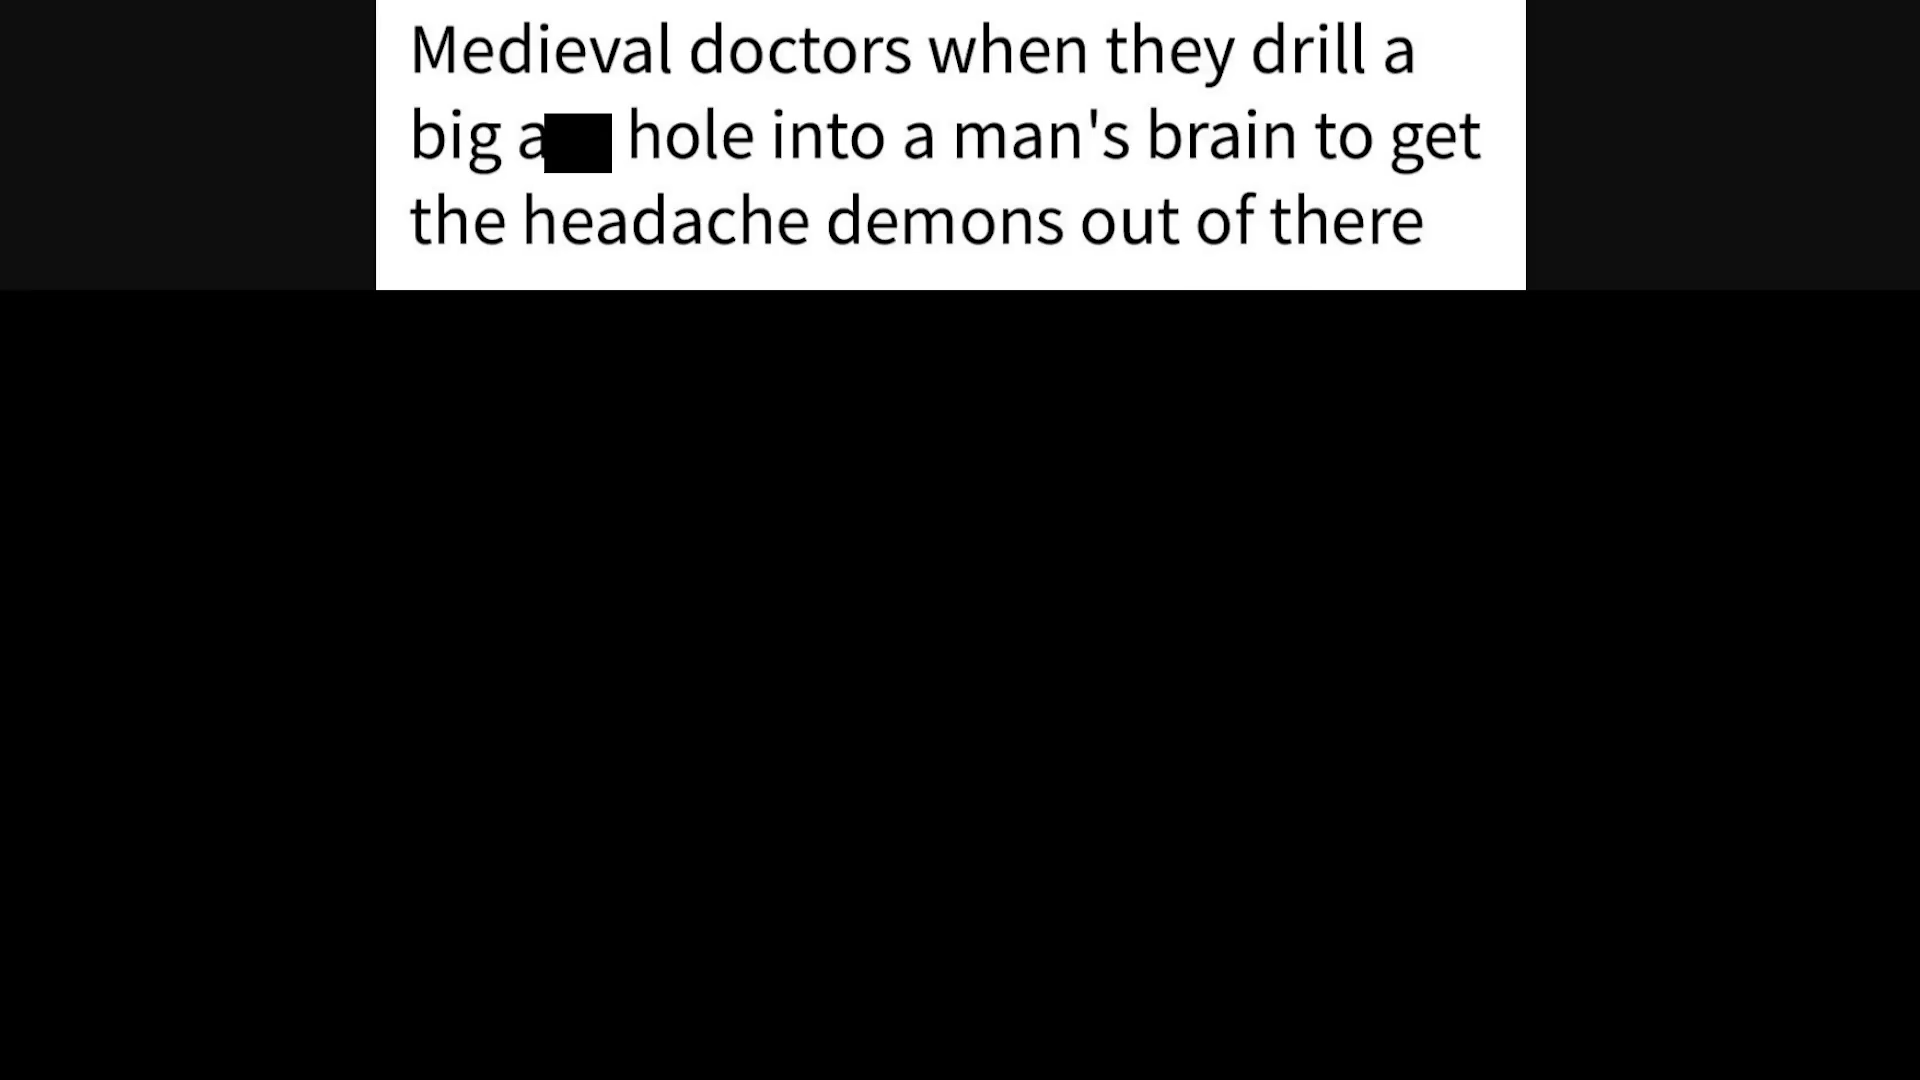 Medieval doctors when they drill a
big a hole into a man's brain to get
the headache demons out of there